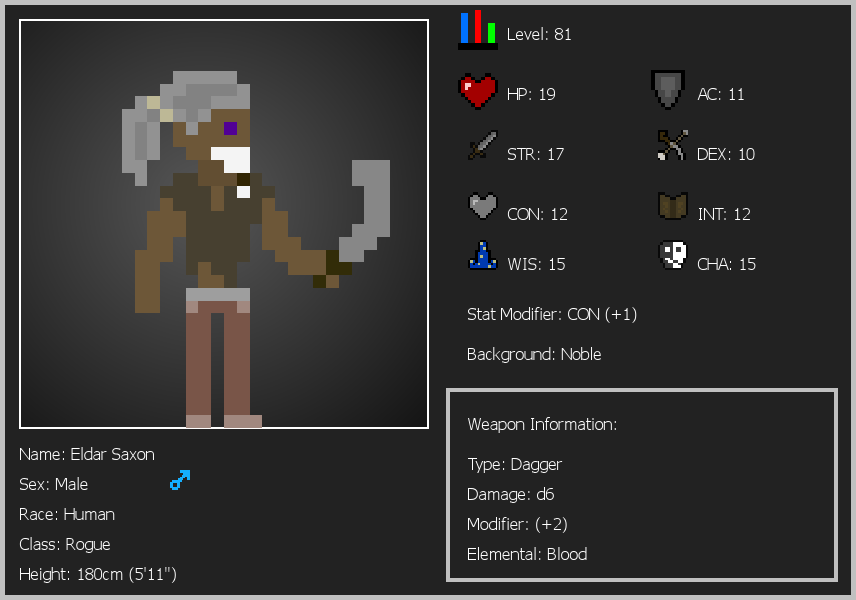 Level: 81
HP: 19
AC: 11
STR: 17
DEX: 10
CON: 12
INT: 12
WIS: 15
CHA: 15
Stat Modifier: CON (+1)
Background: Noble
Weapon Information:
Type: Dagger
Damage: d6
Modifier: (+2)
Elemental: Blood
Name: Eldar Saxon
Sex: Male
Race: Human
Class: Rogue
Height: 180cm (5'11")